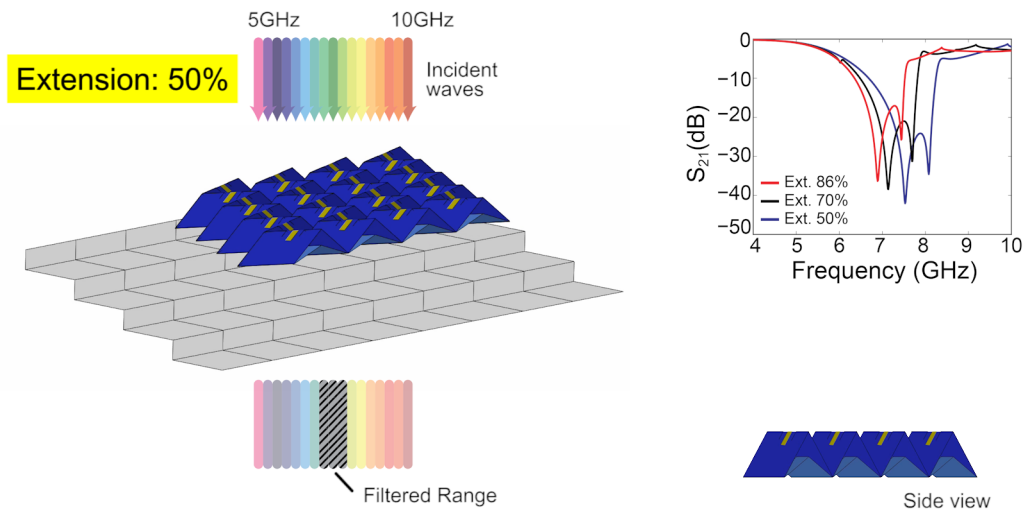 5GHz 10GHz
Extension: 50%
Incident
waves
Filtered Range
0
−10
−20
−30
−40
−50
S21(dB)
Ext. 86%
Ext. 70%
Ext. 50%
4 5 6 7 8 9 10
Frequency (GHz)
Side view